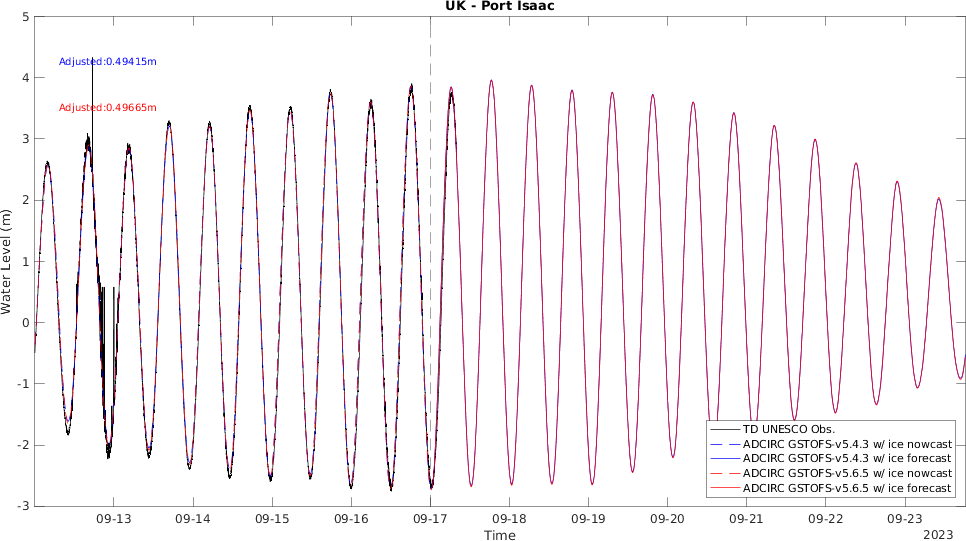 UK - Port Isaac
5
4
3
2
1
0
-1
-2
-3
Water Level (m)
Adjusted:0.49415m
Adjusted:0.49665m
TD UNESCO Obs.
ADCIRC GSTOFS-v5.4.3 w/ ice nowcast
ADCIRC GSTOFS-v5.4.3 w/ ice forecast
ADCIRC GSTOFS-v5.6.5 w/ ice nowcast
ADCIRC GSTOFS-v5.6.5 w/ ice forecast
09-13 09-14 09-15 09-16 09-17 09-18 09-19 09-20 09-21 09-22 09-23
Time
2023